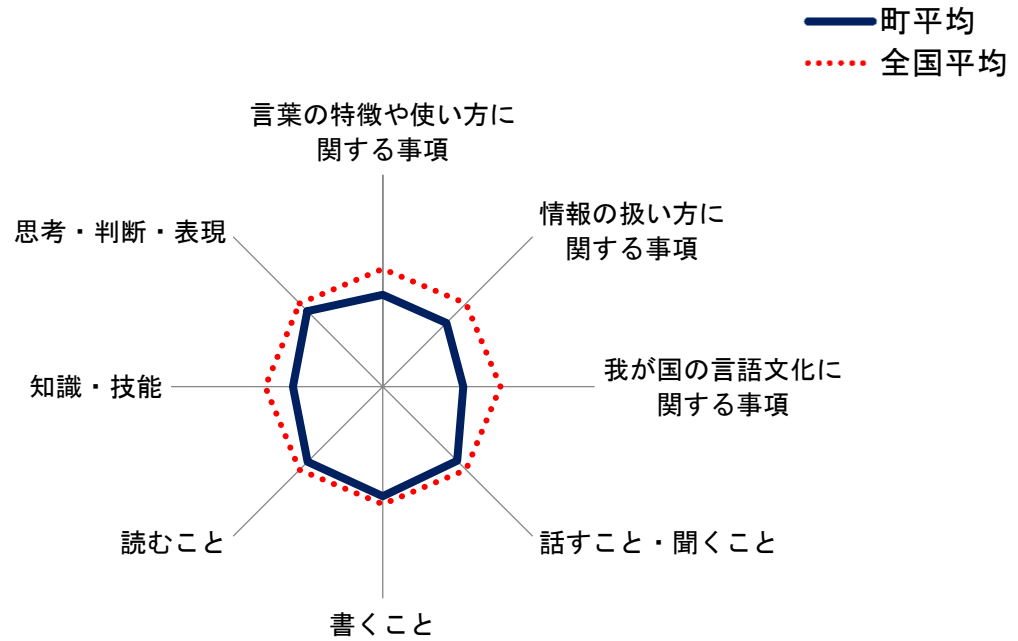 町平均
全国平均
言葉の特徴や使い方に
関する事項
情報の扱い方に
関する事項
我が国の言語文化に
関する事項
話すこと・聞くこと
書くこと
読むこと
知識・技能
思考・判断・表現